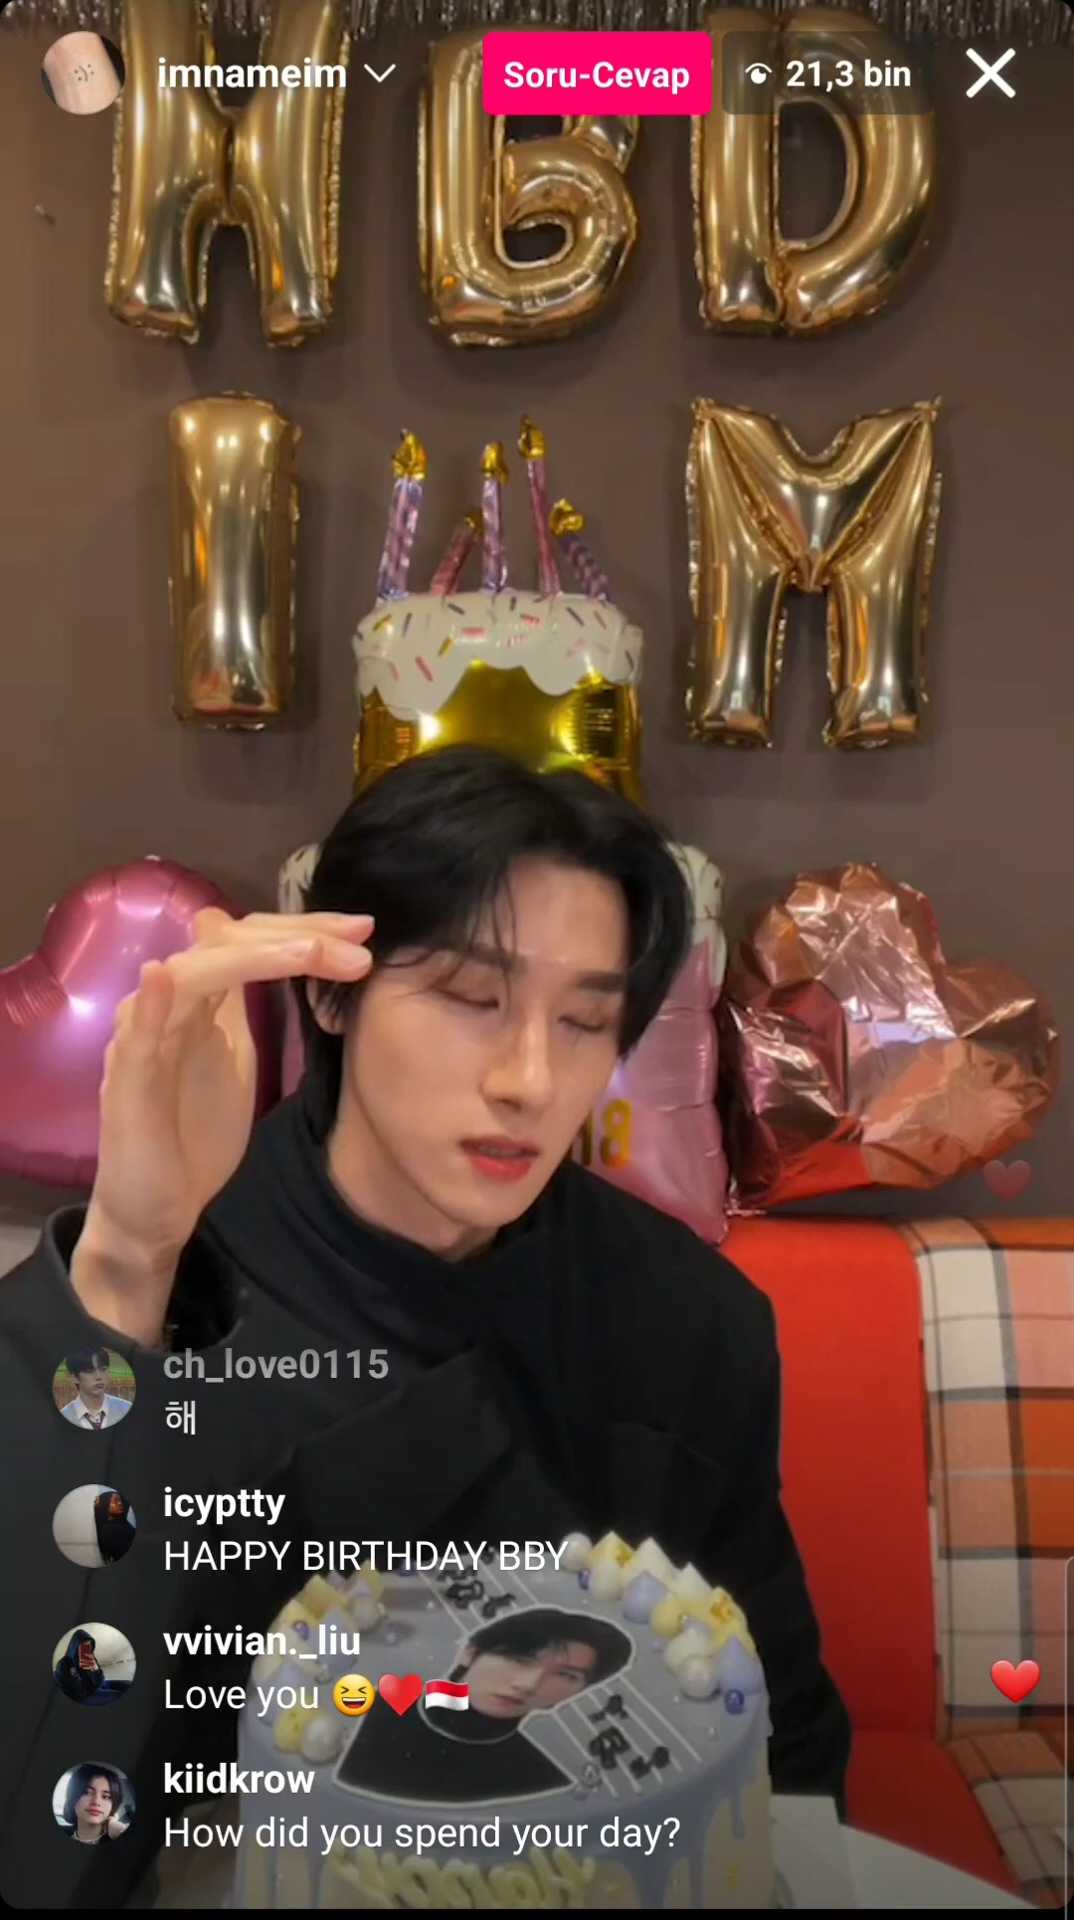 imnameim
Soru-Cevap
21,3 bin
HBD
I M
ch_love0115
해
icyptty
HAPPY BIRTHDAY BBY
vvivian._liu
Love you 😆❤️🇮🇩
kiidkrow
How did you spend your day?